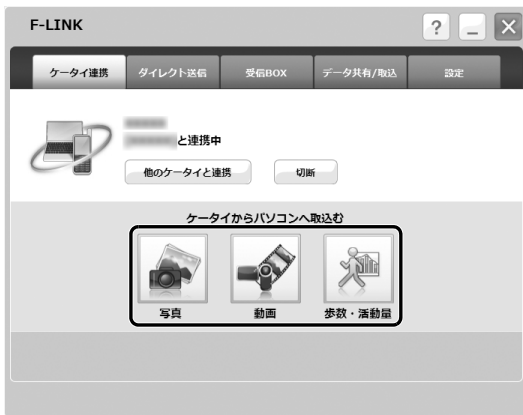 F-LINK
?
ケータイ連携 ダイレクト送信 受信BOX データ共有/取込 設定
と連携中
他のケータイと連携 切断
ケータイからパソコンへ取込む
写真 動画 歩数・活動量